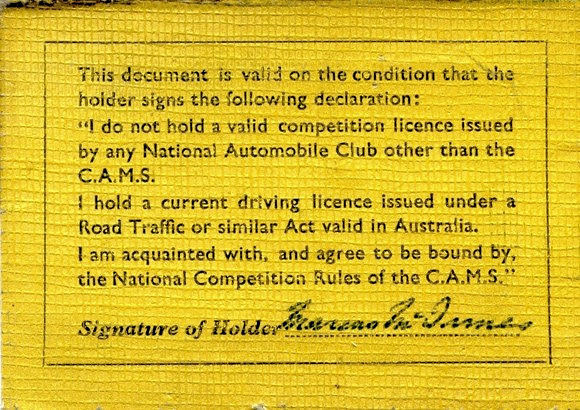 This document is valid on the condition that the
holder signs the following declaration:
"I do not hold a valid competition licence issued
by any National Automobile Club other than the
C.A.M.S.
I hold a current driving licence issued under a
Road Traffic or similar Act valid in Australia.
I am acquainted with, and agree to be bound by,
the National Competition Rules of the C.A.M.S."
Signature of Holder